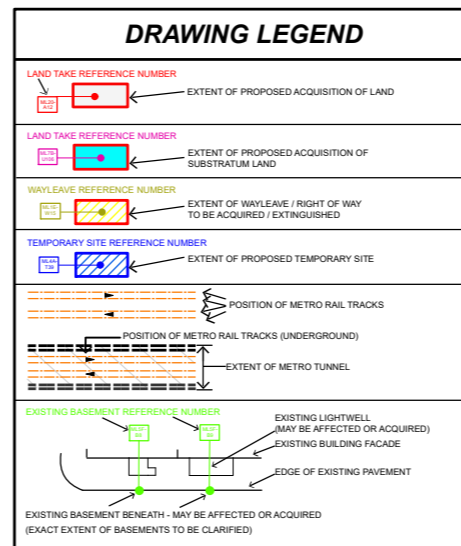 DRAWING LEGEND
LAND TAKE REFERENCE NUMBER
ML20-
A12
EXTENT OF PROPOSED ACQUISITION OF LAND
LAND TAKE REFERENCE NUMBER
EXTENT OF PROPOSED ACQUISITION OF
SUBSTRATUM LAND
WAYLEAVE REFERENCE NUMBER
EXTENT OF WAYLEAVE / RIGHT OF WAY
TO BE ACQUIRED / EXTINGUISHED
TEMPORARY SITE REFERENCE NUMBER
EXTENT OF PROPOSED TEMPORARY SITE
POSITION OF METRO RAIL TRACKS
POSITION OF METRO RAIL TRACKS (UNDERGROUND)
EXTENT OF METRO TUNNEL
EXISTING BASEMENT REFERENCE NUMBER
EXISTING LIGHTWELL
(MAY BE AFFECTED OR ACQUIRED)
EXISTING BUILDING FACADE
EDGE OF EXISTING PAVEMENT
EXISTING BASEMENT BENEATH - MAY BE AFFECTED OR ACQUIRED
(EXACT EXTENT OF BASEMENTS TO BE CLARIFIED)